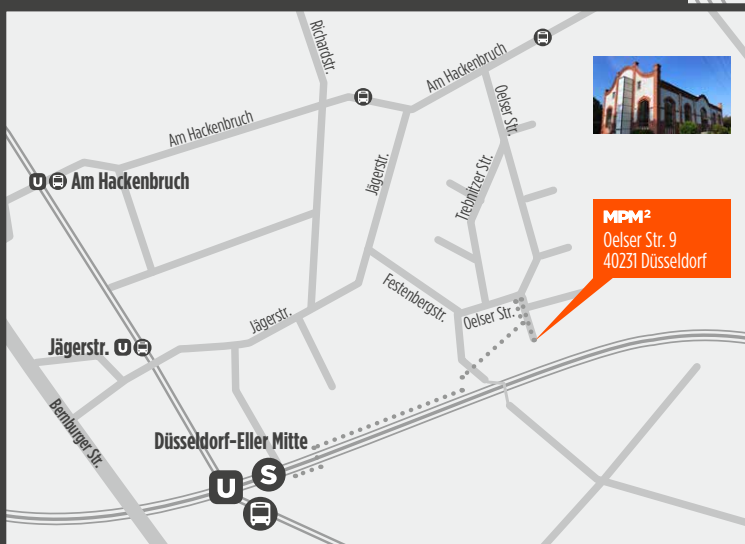 Richardstr.
Am Hackenbruch
Am Hackenbruch
Oelser Str.
Jägerstr.
Trebnitzer Str.
U Am Hackenbruch
MPM²
Oelser Str. 9
40231 Düsseldorf
Festenbergstr.
Oelser Str.
Jägerstr.
Jägerstr. U
Bernburger Str.
Düsseldorf-Eller Mitte
U S